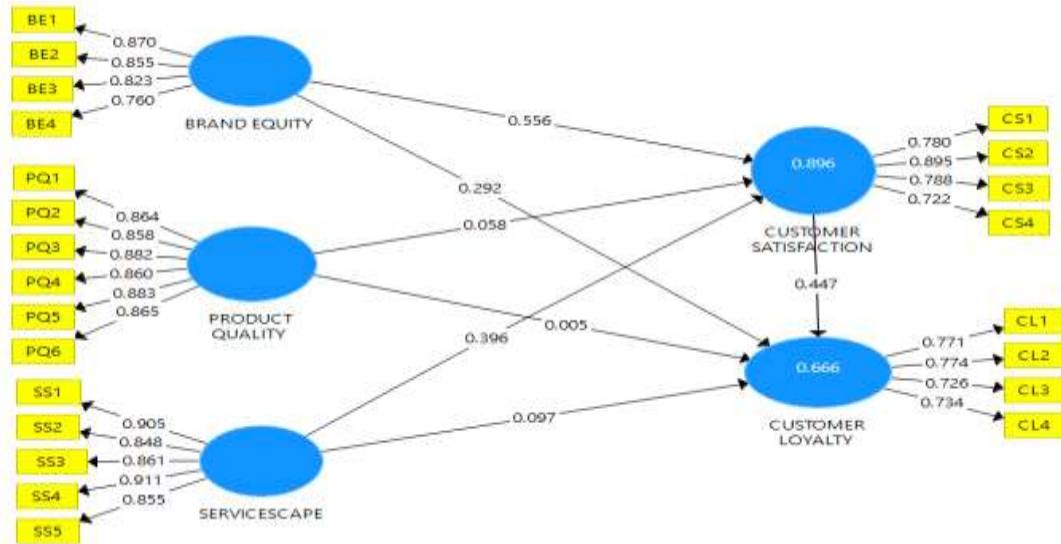 BE1
0.870
BE2
0.855
BE3
0.823
BE4
0.760
BRAND EQUITY
PQ1
0.864
PQ2
0.858
PQ3
0.882
PQ4
0.860
PQ5
0.883
PQ6
0.865
PRODUCT
QUALITY
SS1
0.905
SS2
0.848
SS3
0.861
SS4
0.911
SS5
0.855
SERVICESCAPE
0.556
0.292
0.058
0.005
0.396
0.097
0.896
CUSTOMER
SATISFACTION
0.447
0.666
CUSTOMER
LOYALTY
CS1
0.780
CS2
0.895
CS3
0.788
CS4
0.722
CL1
0.771
CL2
0.774
CL3
0.726
CL4
0.734